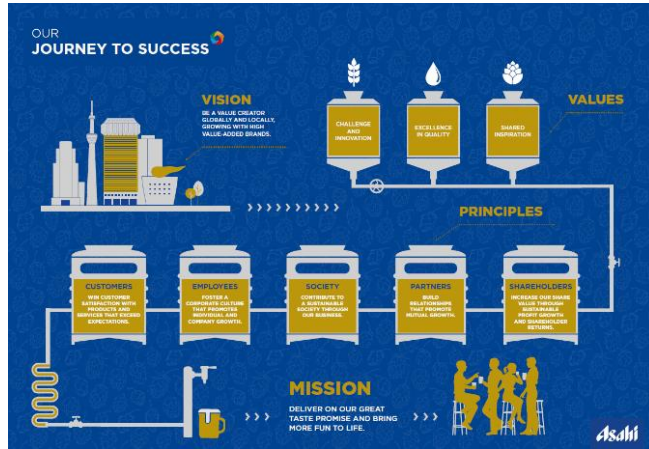 OUR
JOURNEY TO SUCCESS
VISION
BE A VALUE CREATOR
GLOBALLY AND LOCALLY,
GROWING WITH HIGH
VALUE-ADDED BRANDS.
CHALLENGE
AND
INNOVATION
EXCELLENCE
IN QUALITY
SHARED
INSPIRATION
VALUES
PRINCIPLES
CUSTOMERS
WIN CUSTOMER
SATISFACTION WITH
PRODUCTS AND
SERVICES THAT EXCEED
EXPECTATIONS.
EMPLOYEES
FOSTER A
CORPORATE CULTURE
THAT PROMOTES
INDIVIDUAL AND
COMPANY GROWTH.
SOCIETY
CONTRIBUTE TO
A SUSTAINABLE
SOCIETY THROUGH
OUR BUSINESS.
PARTNERS
BUILD
RELATIONSHIPS
THAT PROMOTE
MUTUAL GROWTH.
SHAREHOLDERS
INCREASE OUR SHARE
VALUE THROUGH
SUSTAINABLE
PROFIT GROWTH
AND SHAREHOLDER
RETURNS.
MISSION
DELIVER ON OUR GREAT
TASTE PROMISE AND BRING
MORE FUN TO LIFE.
Asahi